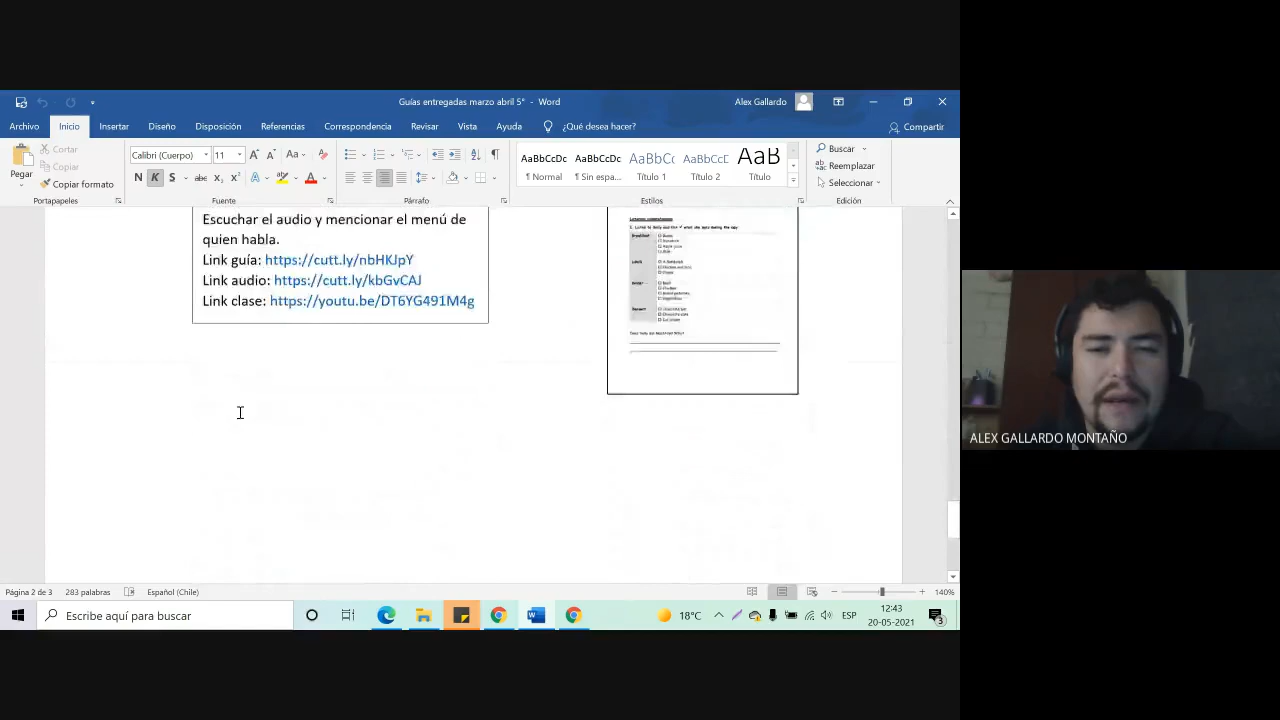 Guías entregadas marzo abril 5° - Word
Alex Gallardo
Archivo Inicio Insertar Diseño Disposición Referencias Correspondencia Revisar Vista Ayuda ¿Qué desea hacer? Compartir
Pegar
Cortar
Copiar
Copiar formato
Portapapeles
Calibri (Cuerpo) 11
N K S abc x₂ x²
Fuente
Párrafo
AaBbCcDc AaBbCcDc AaBbCc AaBbCcD AaB
¶ Normal ¶ Sin espa... Título 1 Título 2 Título
Estilos
Buscar
Reemplazar
Seleccionar
Edición
Escuchar el audio y mencionar el menú de
quien habla.
Link guía: https://cutt.ly/nbHKJpY
Link audio: https://cutt.ly/kbGvCAJ
Link clase: https://youtu.be/DT6YG491M4g
ALEX GALLARDO MONTAÑO
Página 2 de 3 283 palabras Español (Chile) 140%
Escribe aquí para buscar
18°C ESP
12:43
20-05-2021
3